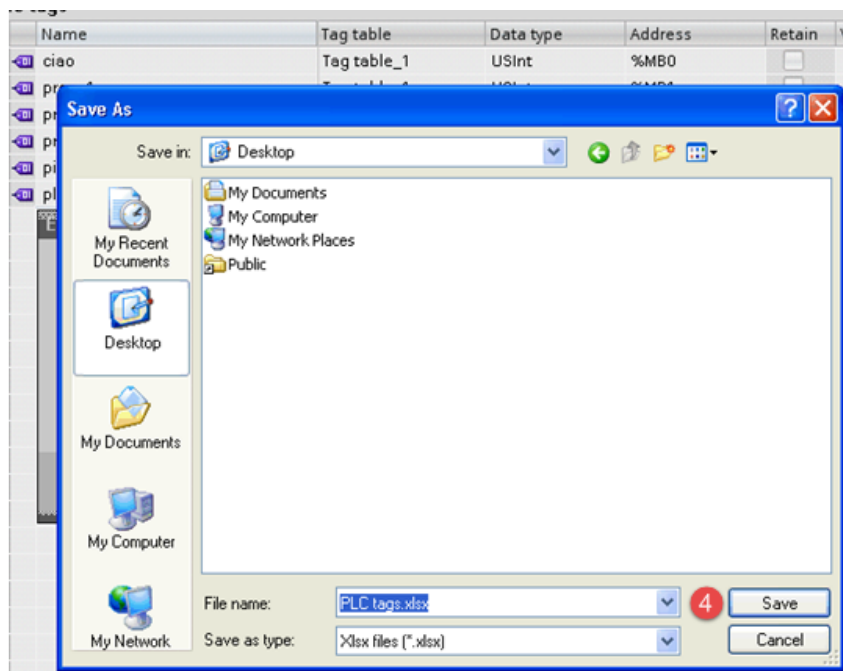 Name Tag table Data type Address Retain
ciao Tag table_1 USInt %MB0
Save As
Save in: Desktop
My Documents
My Computer
My Network Places
Public
My Recent
Documents
Desktop
My Documents
My Computer
My Network
File name: PLC tags.xlsx 4 Save
Save as type: Xlsx files (*.xlsx) Cancel